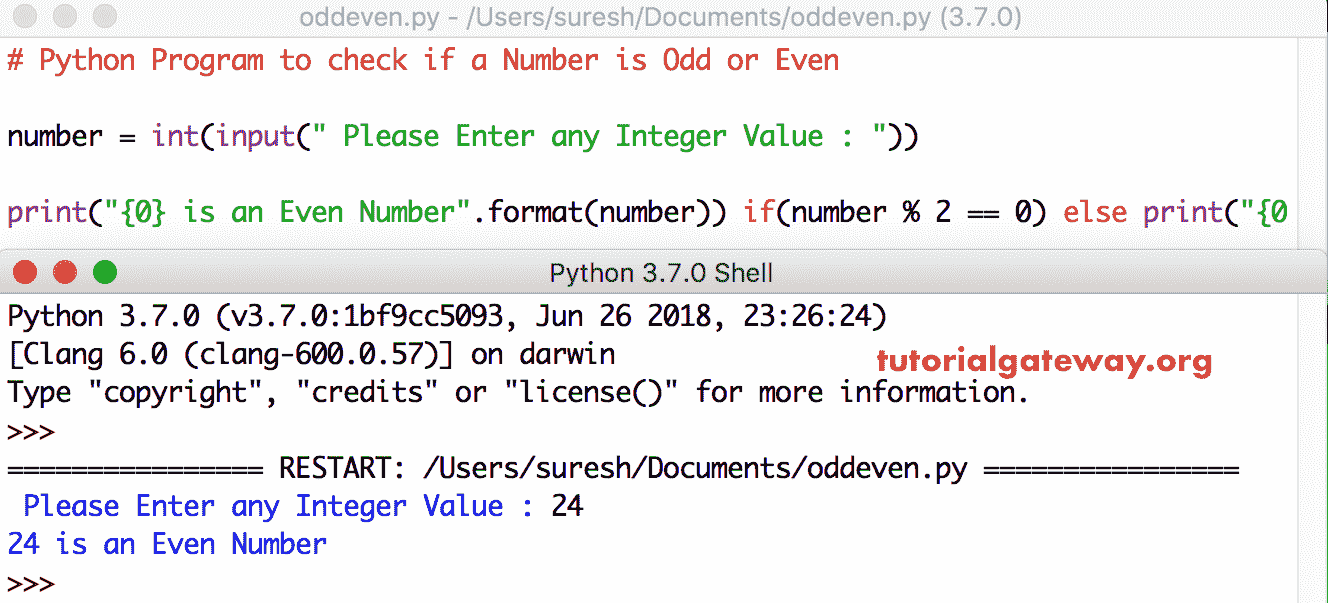 oddeven.py - /Users/suresh/Documents/oddeven.py (3.7.0)
# Python Program to check if a Number is Odd or Even
number = int(input(" Please Enter any Integer Value : "))
print("{0} is an Even Number".format(number)) if(number % 2 == 0) else print("{0
Python 3.7.0 Shell
Python 3.7.0 (v3.7.0:1bf9cc5093, Jun 26 2018, 23:26:24)
[Clang 6.0 (clang-600.0.57)] on darwin
tutorialgateway.org
Type "copyright", "credits" or "license()" for more information.
>>>
================ RESTART: /Users/suresh/Documents/oddeven.py ================
 Please Enter any Integer Value : 24
24 is an Even Number
>>>